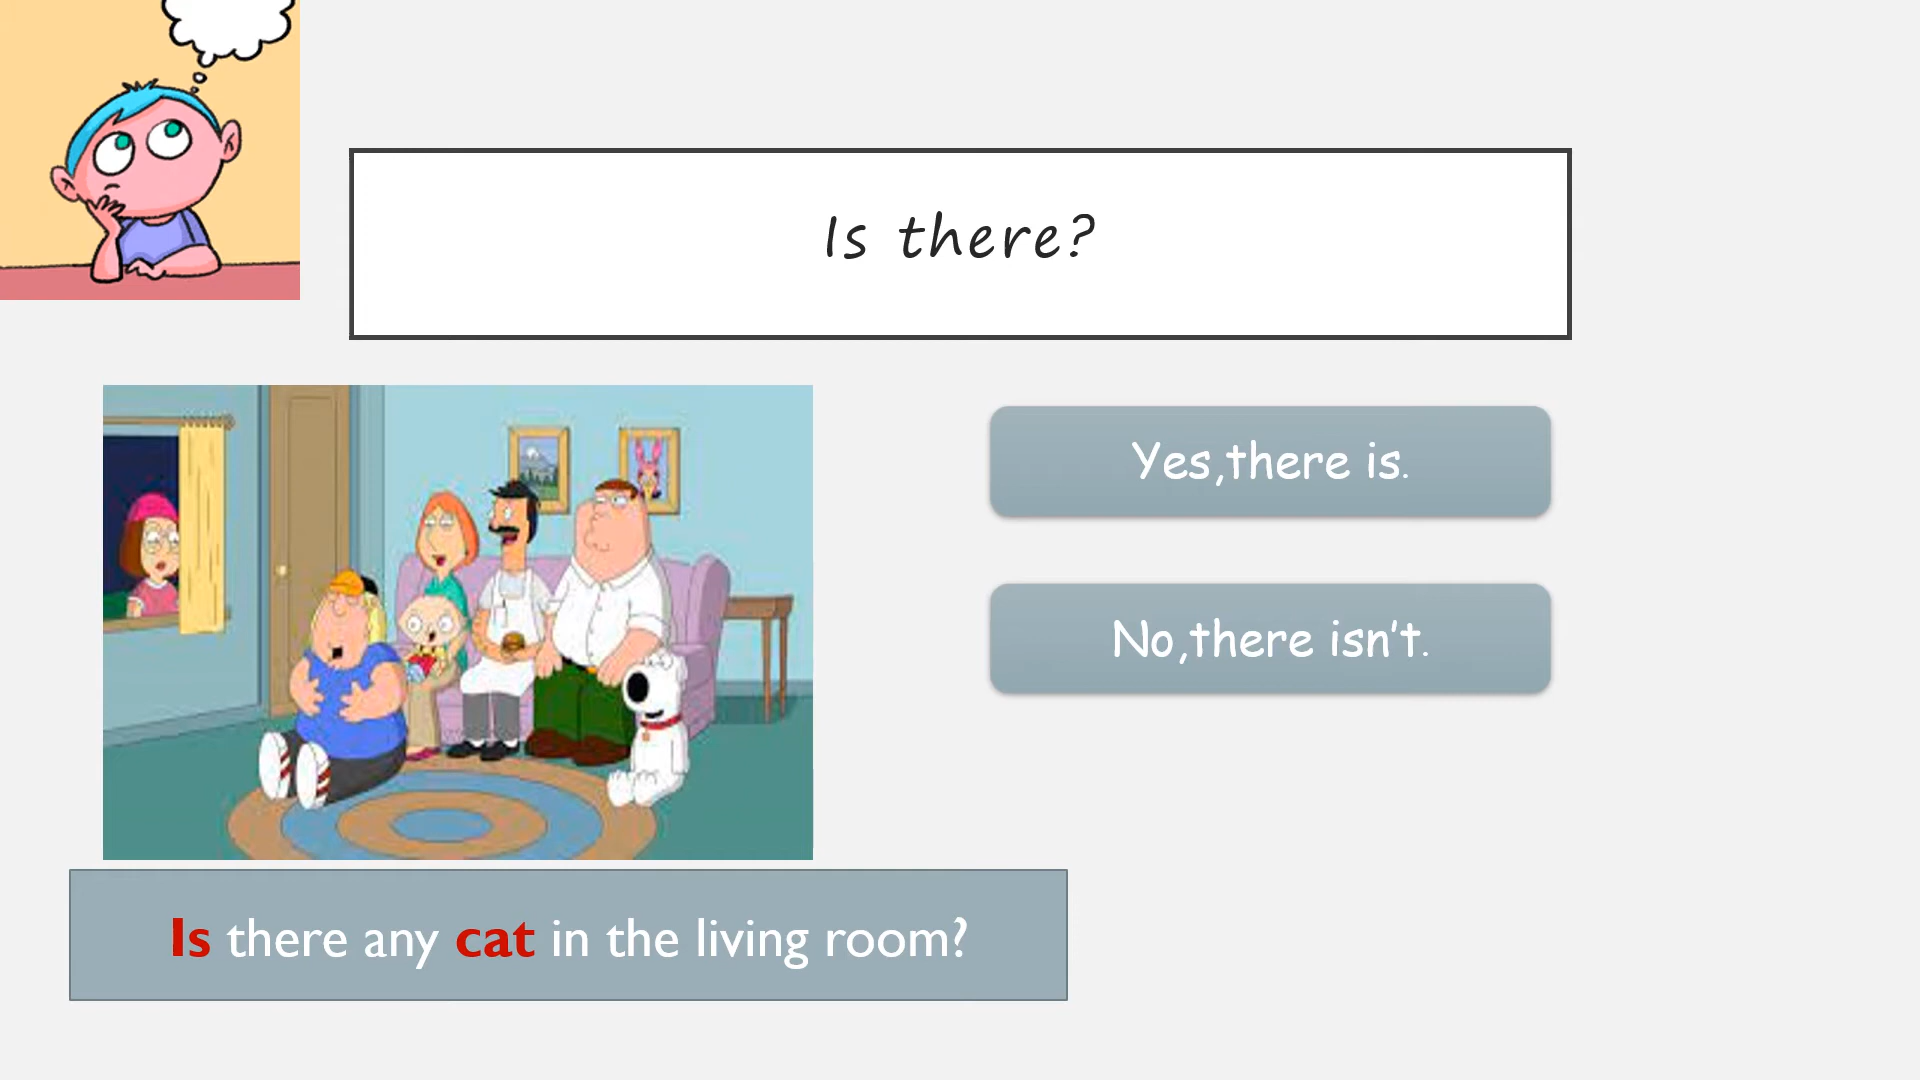 Is there?
Yes,there is.
No,there isn’t.
Is there any cat in the living room?